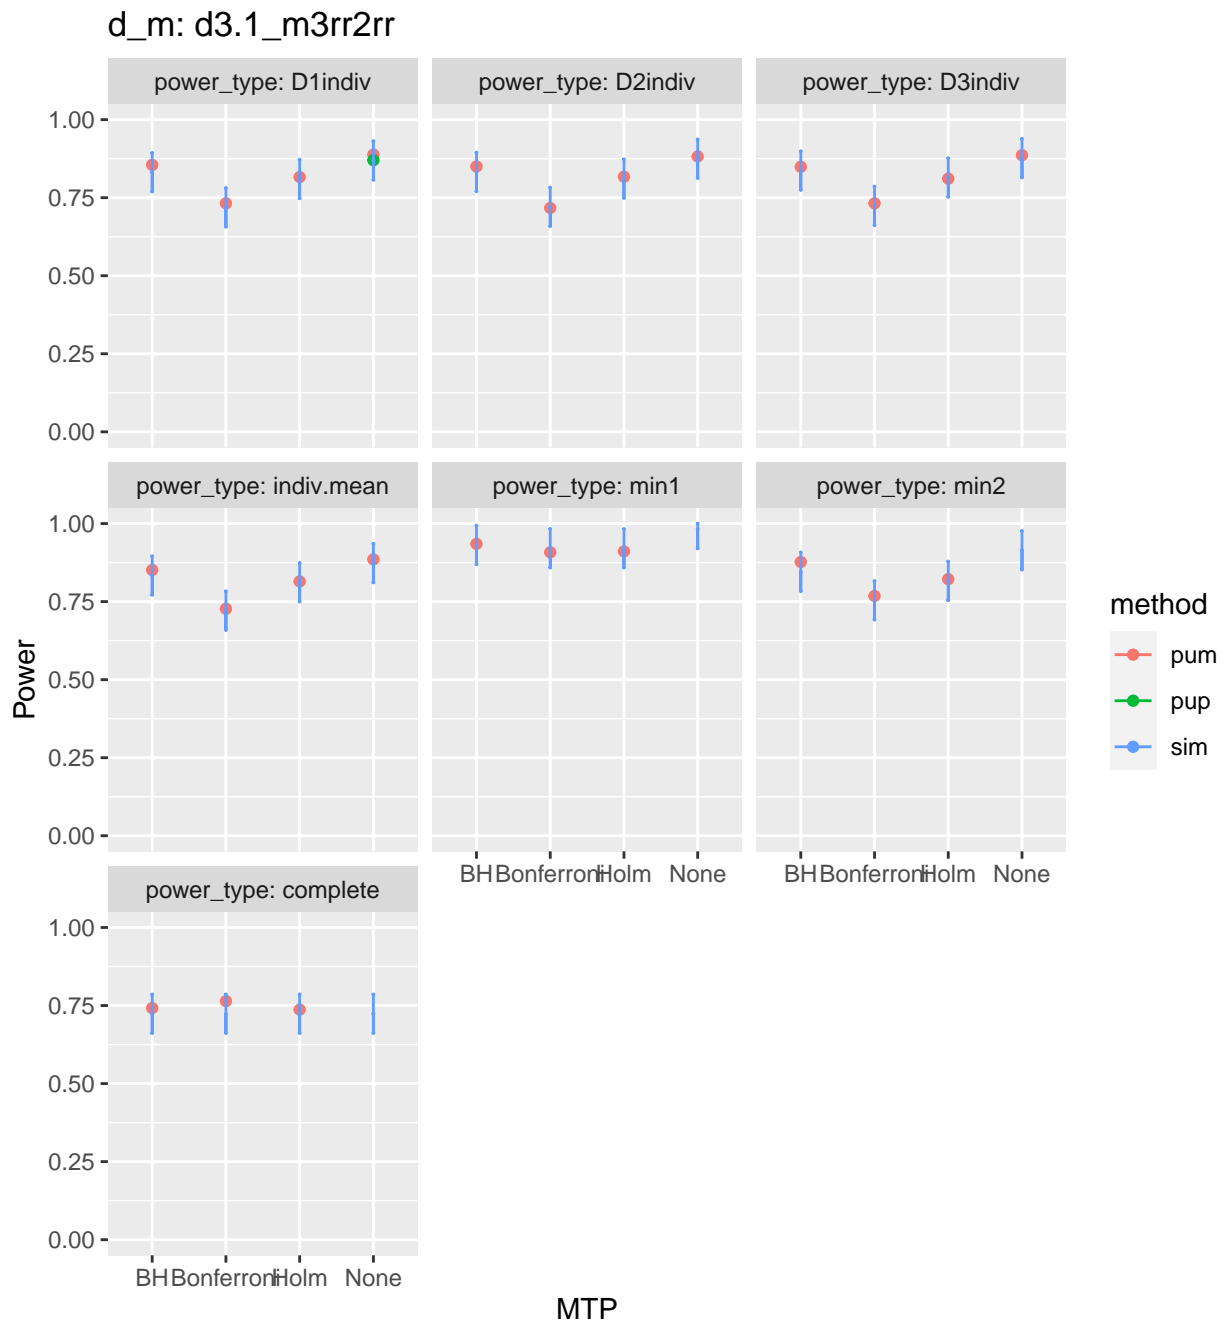 d_m: d3.1_m3rr2rr
power_type: D1indiv
power_type: D2indiv
power_type: D3indiv
1.00
0.75
0.50
0.25
0.00
power_type: indiv.mean
power_type: min1
power_type: min2
1.00
0.75
0.50
0.25
0.00
BH Bonferroni Holm None
BH Bonferroni Holm None
power_type: complete
1.00
0.75
0.50
0.25
0.00
BH Bonferroni Holm None
Power
MTP
method
pum
pup
sim